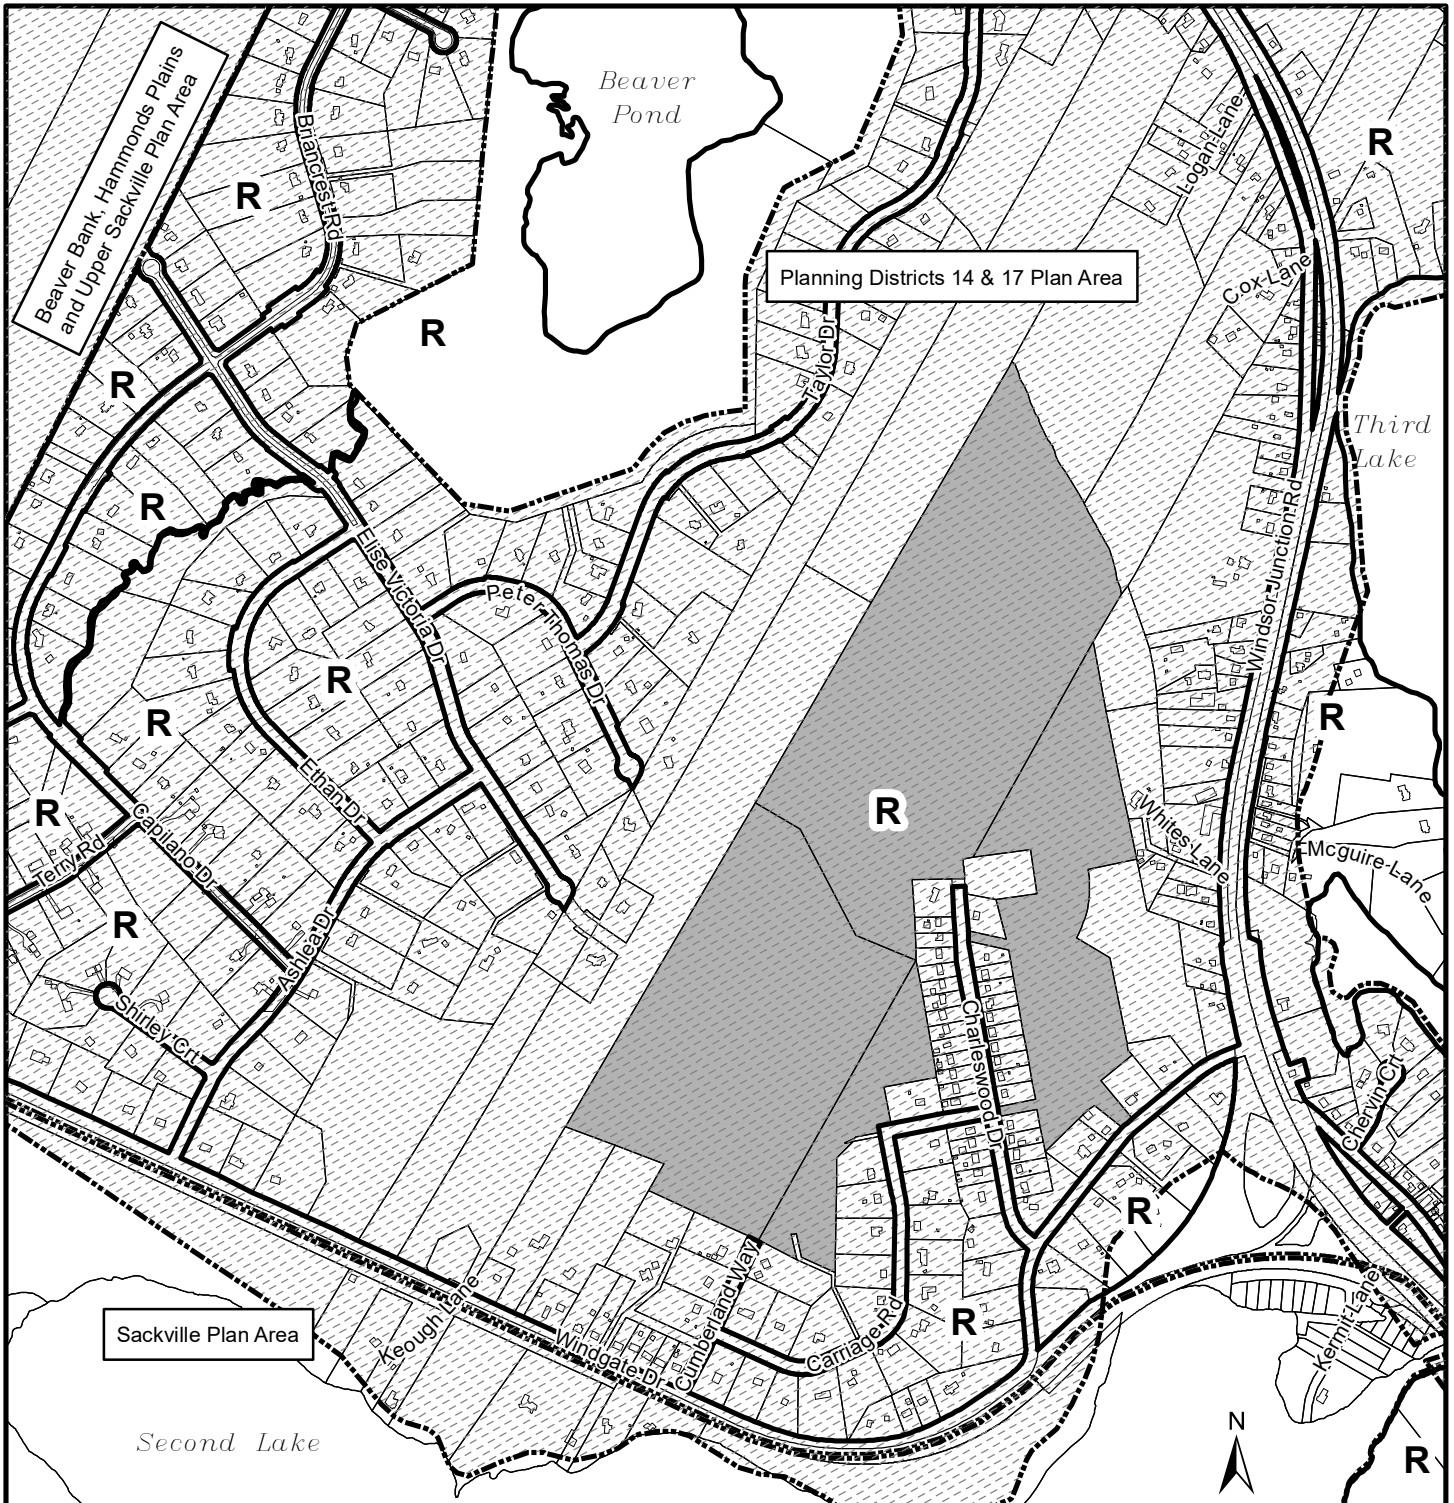 Beaver Bank, Hammonds Plains
and Upper Sackville Plan Area
Beaver
Pond
R
Briancrest Rd
R
Logan Lane
R
Planning Districts 14 & 17 Plan Area
Cox Lane
R
Taylor Dr
R
Third
Lake
R
Windsor Junction Rd
Elise Victoria Dr
Peter Thomas Dr
R
R
R
Ethan Dr
R
R
Capilano Dr
Whites Lane
Terry Rd
Mcguire Lane
R
Ashlea Dr
Charleswood Dr
Shirley Crt
Chervin Crt
R
Cumberland Way
Keough Lane
Sackville Plan Area
Windgate Dr
Carriage Rd
R
Kermit Lane
Second Lake
N
R